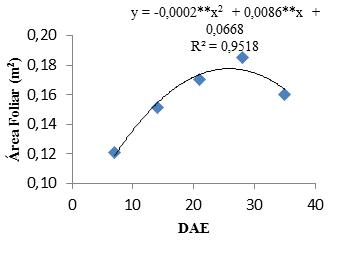 y = -0,0002**x² + 0,0086**x +
0,0668
R² = 0,9518
Área Foliar (m²)
0,20
0,18
0,16
0,14
0,12
0,10
0 10 20 30 40
DAE